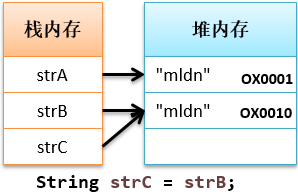 栈内存 堆内存
strA "mldn" OX0001
strB "mldn" OX0010
strC
String strC = strB;